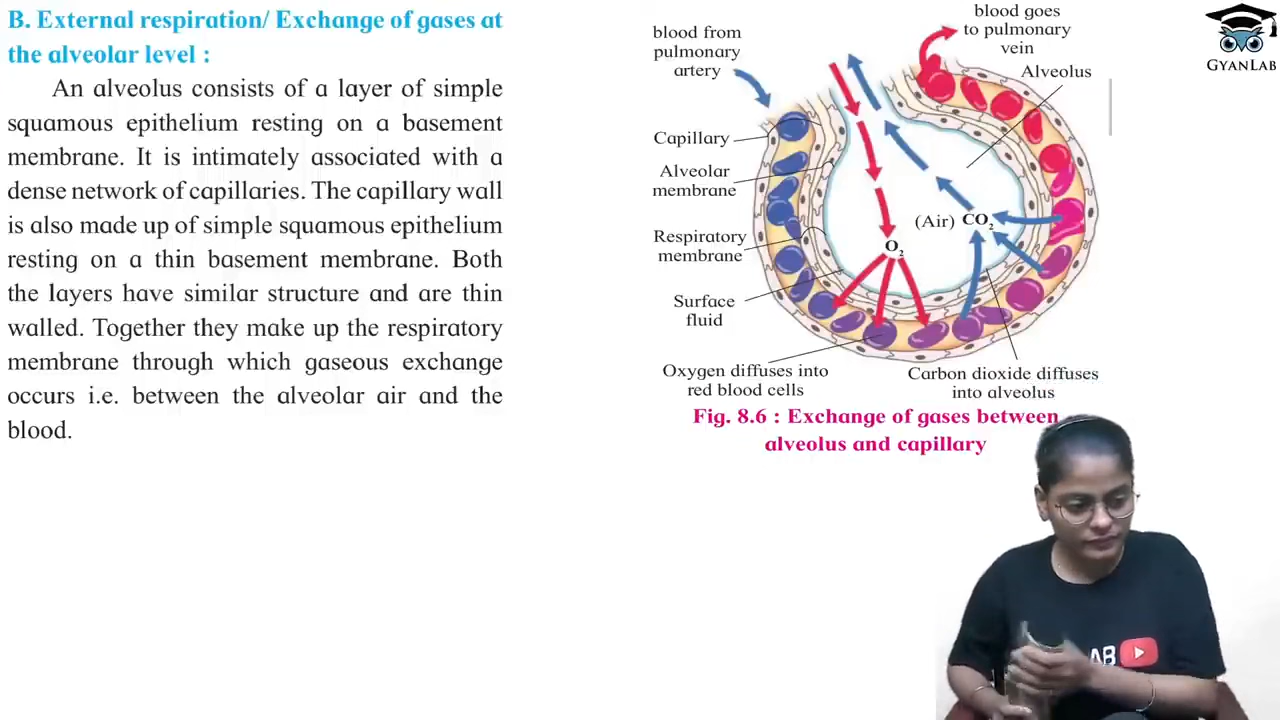 B. External respiration/ Exchange of gases at
the alveolar level :
An alveolus consists of a layer of simple
squamous epithelium resting on a basement
membrane. It is intimately associated with a
dense network of capillaries. The capillary wall
is also made up of simple squamous epithelium
resting on a thin basement membrane. Both
the layers have similar structure and are thin
walled. Together they make up the respiratory
membrane through which gaseous exchange
occurs i.e. between the alveolar air and the
blood.
blood from
pulmonary
artery
blood goes
to pulmonary
vein
Alveolus
Capillary
Alveolar
membrane
Respiratory
membrane
Surface
fluid
(Air) CO₂
O₂
Oxygen diffuses into
red blood cells
Carbon dioxide diffuses
into alveolus
Fig. 8.6 : Exchange of gases between
alveolus and capillary
GYANLAB
AB